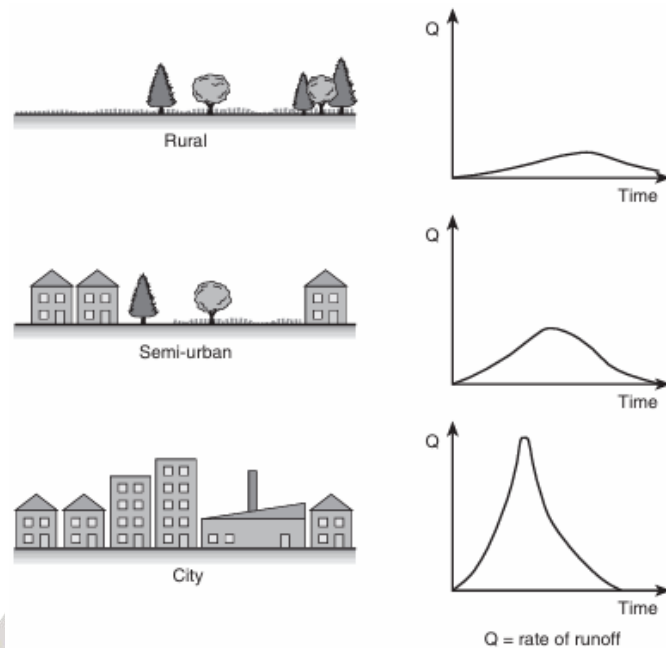 Q
Time
Rural
Q
Time
Semi-urban
Q
Time
City
Q = rate of runoff